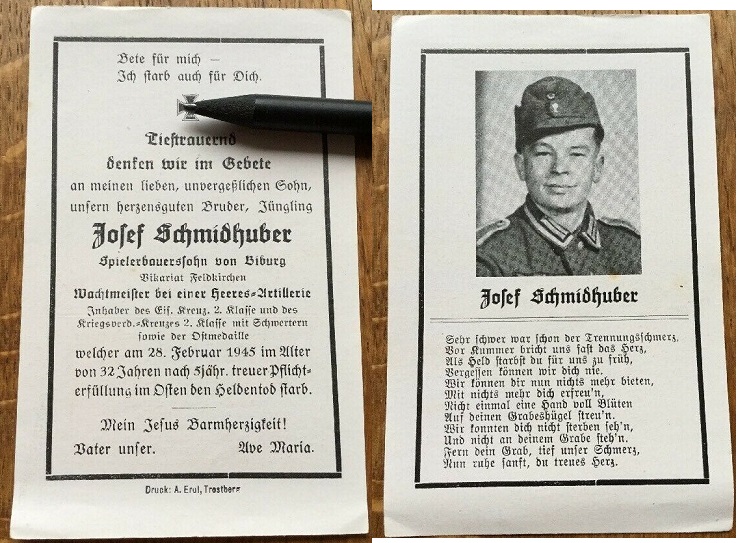 Bete für mich —
Ich starb auch für Dich.
Tieftrauernd
denken wir im Gebete
an meinen lieben, unvergeßlichen Sohn,
unsern herzensguten Bruder, Jüngling
Josef Schmidhuber
Spielerbauerssohn von Biburg
Vikariat Feldkirchen
Wachtmeister bei einer Heeres-Artillerie
Inhaber des Eis. Kreuz. 2. Klasse und des
Kriegsverd.-Kreuzes 2. Klasse mit Schwertern
sowie der Ostmedaille
welcher am 28. Februar 1945 im Alter
von 32 Jahren nach 5jähr. treuer Pflicht-
erfüllung im Osten den Heldentod starb.
Mein Jesus Barmherzigkeit!
Vater unser. Ave Maria.
Druck: A. Erul, Trostberg
Josef Schmidhuber
Sehr schwer war schon der Trennungsschmerz.
Vor Kummer bricht uns fast das Herz,
Als Held starbst du für uns zu früh,
Vergessen können wir dich nie.
Wir können dir nun nichts mehr bieten,
Mit nichts mehr dich erfreu'n.
Nicht einmal eine Hand voll Blüten
Auf deinen Grabeshügel streu'n.
Wir konnten dich nicht sterben seh'n,
Und nicht an deinem Grabe steh'n.
Fern dein Grab, tief unser Schmerz,
Nun ruhe sanft, du treues Herz.